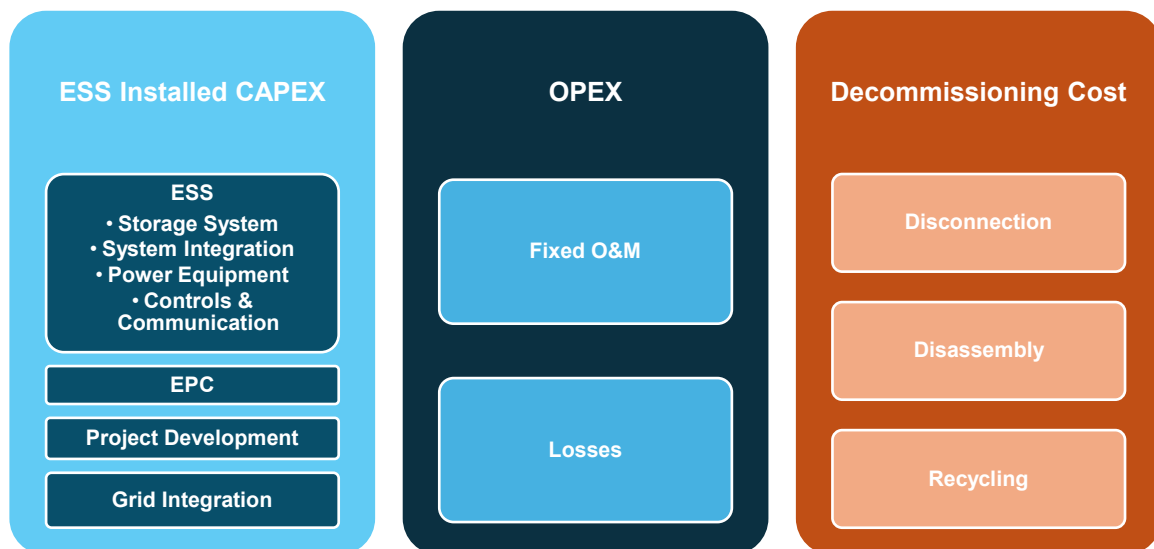 ESS Installed CAPEX
ESS
• Storage System
• System Integration
• Power Equipment
• Controls &
Communication
EPC
Project Development
Grid Integration
OPEX
Fixed O&M
Losses
Decommissioning Cost
Disconnection
Disassembly
Recycling